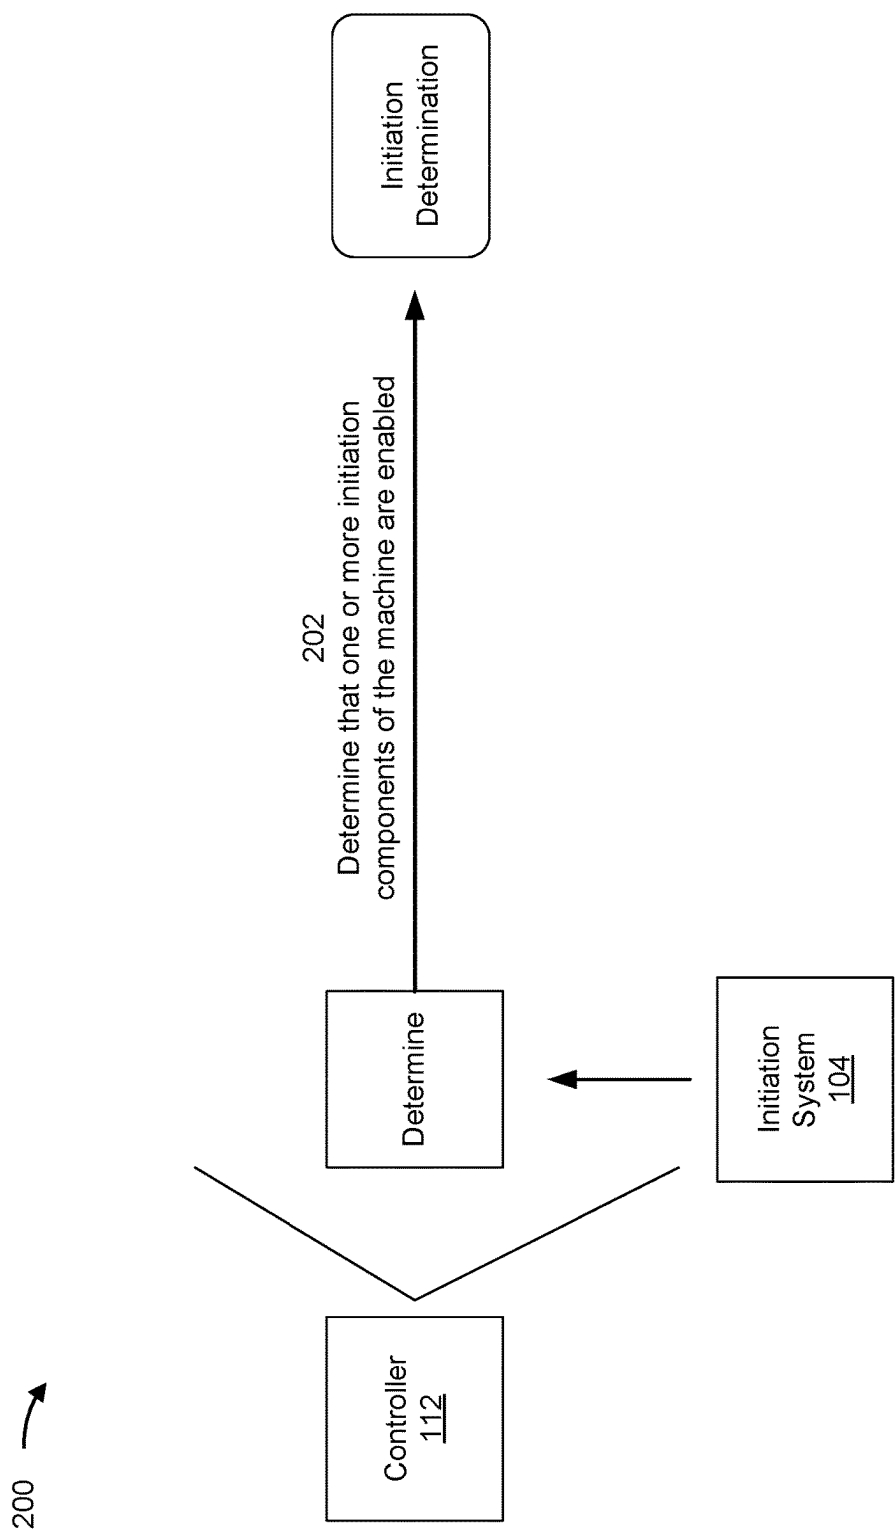 200
Controller
112
Determine
Initiation
System
104
202
Determine that one or more initiation
components of the machine are enabled
Initiation
Determination